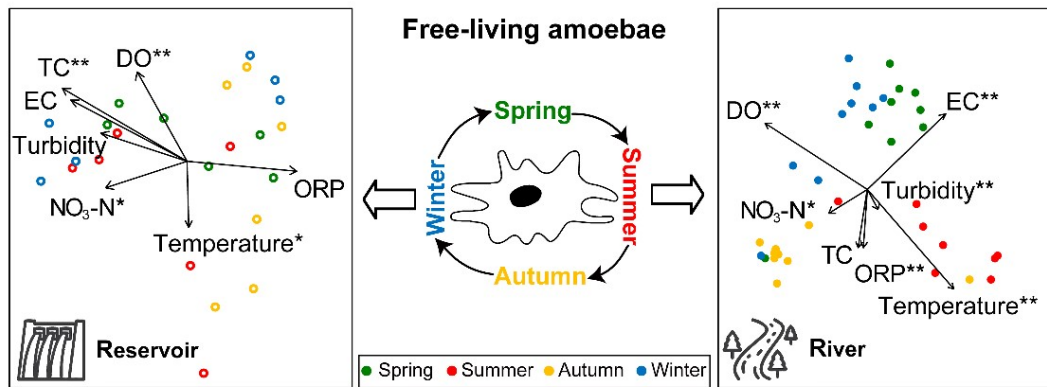 Free-living amoebae
DO**
TC**
EC
Turbidity
NO₃-N*
ORP
Temperature*
Reservoir
Spring
Summer
Autumn
Winter
DO**
EC**
Turbidity**
NO₃-N*
TC
ORP**
Temperature**
River
Spring Summer Autumn Winter